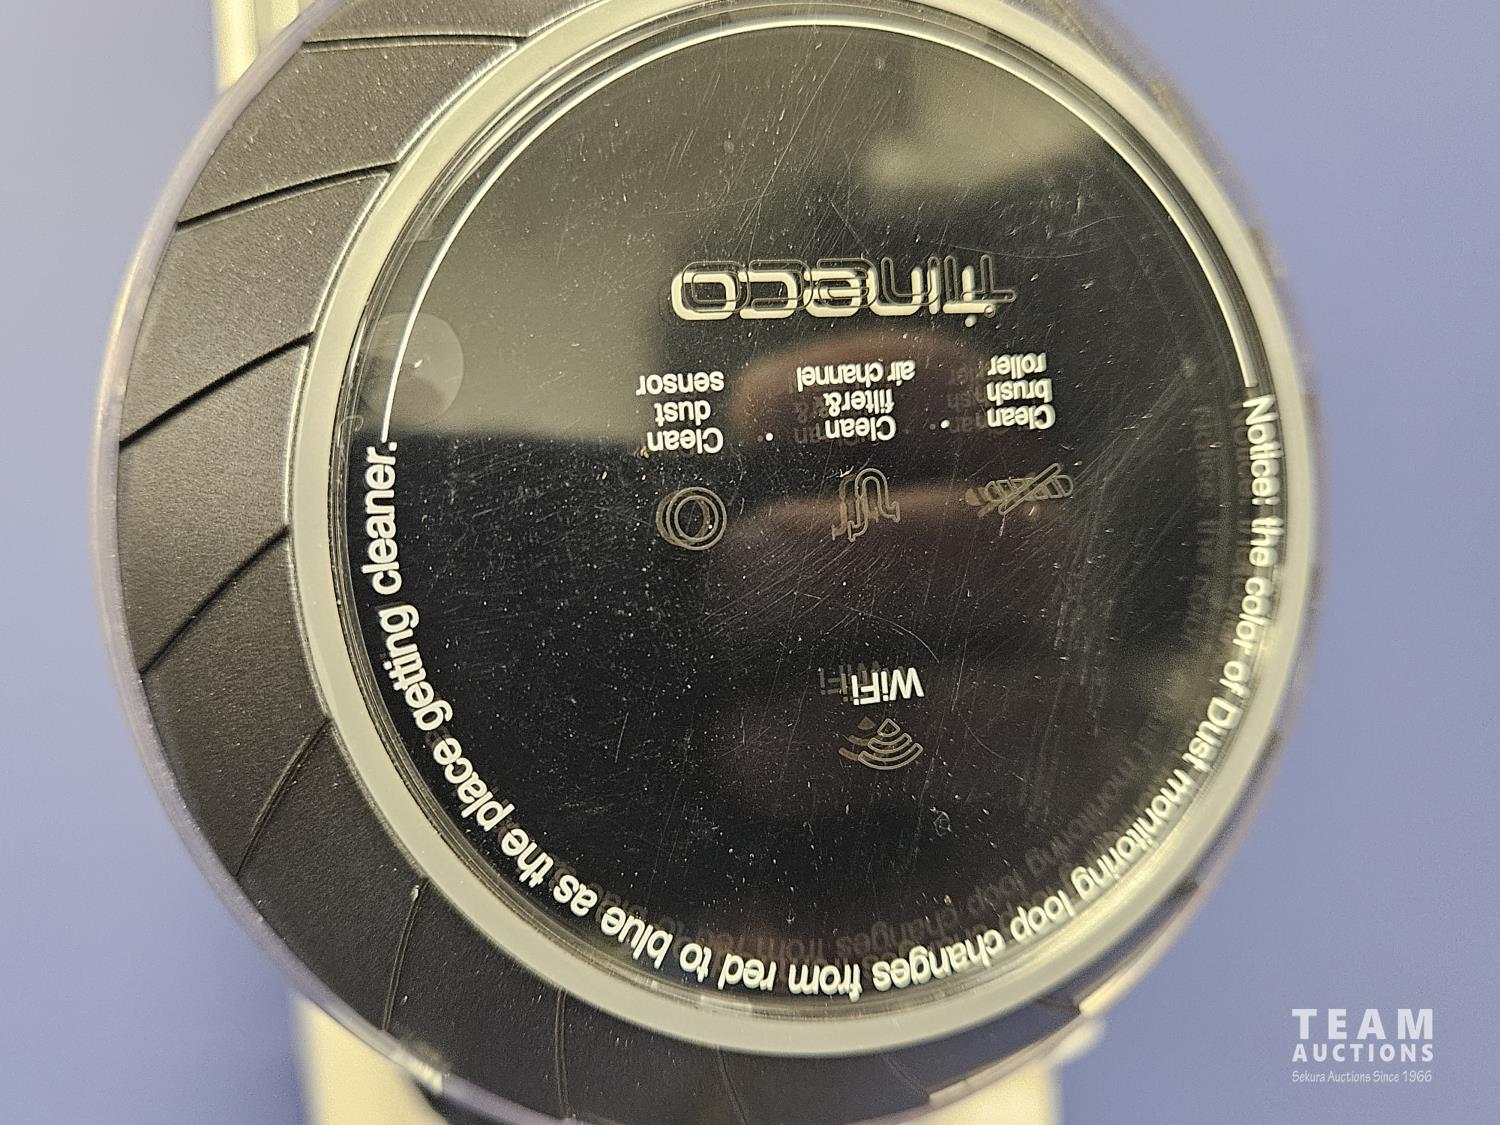 Notice: the color of Dust monitoring loop changes from red to blue as the place getting cleaner.
WiFi
Clean
brush
roller
Clean
filter&
air channel
Clean
dust
sensor
Tineco
TEAM
AUCTIONS
Sekura Auctions Since 1966